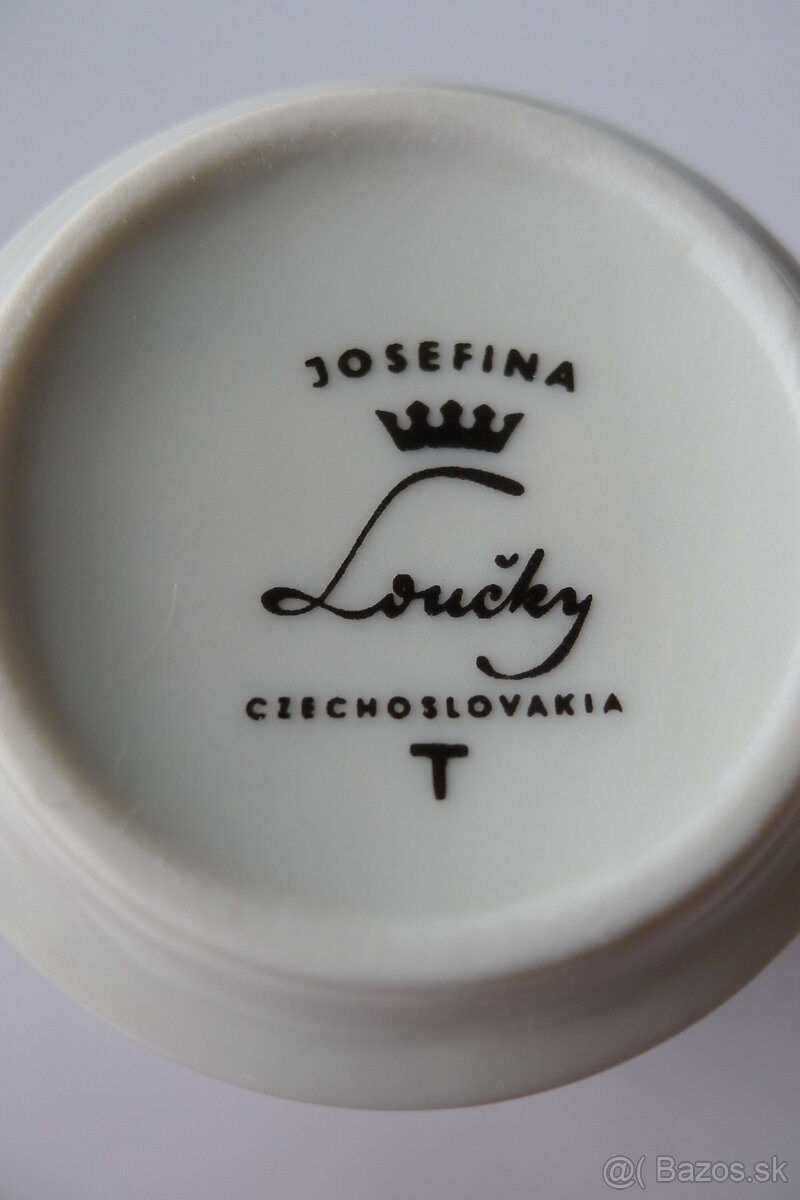 JOSEFINA
Loučky
CZECHOSLOVAKIA
T
@( Bazos.sk